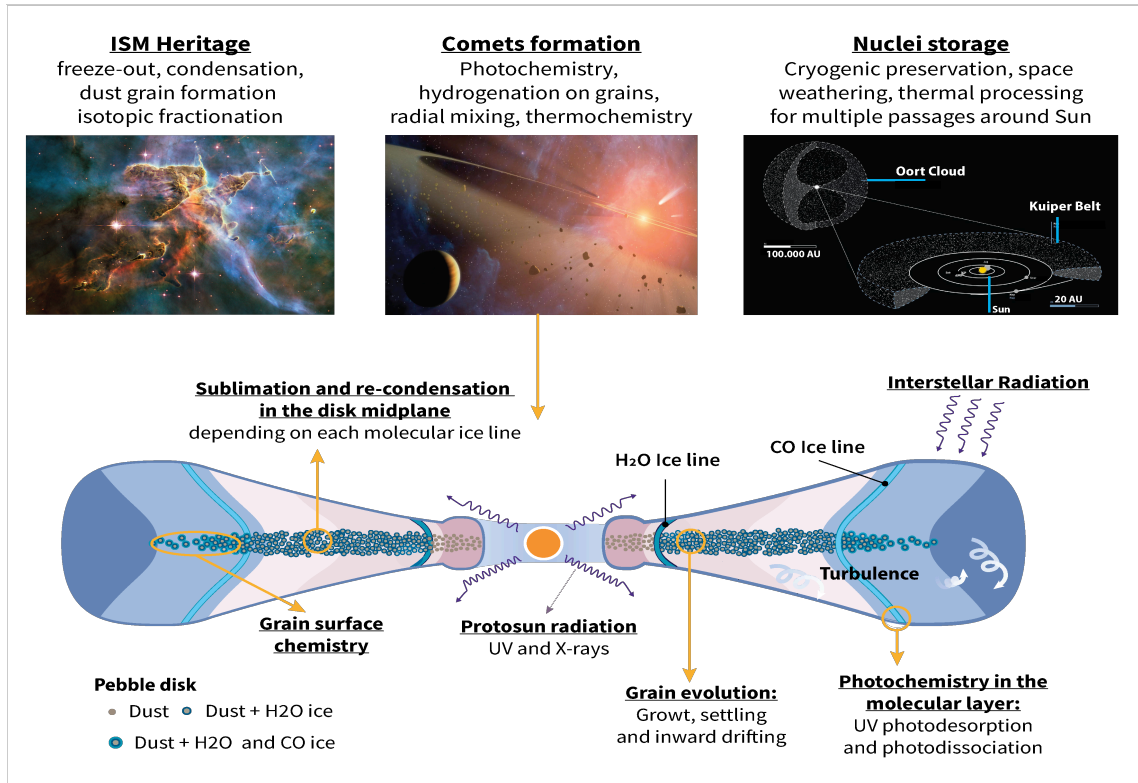 ISM Heritage
freeze-out, condensation,
dust grain formation
isotopic fractionation
Comets formation
Photochemistry,
hydrogenation on grains,
radial mixing, thermochemistry
Nuclei storage
Cryogenic preservation, space
weathering, thermal processing
for multiple passages around Sun
Oort Cloud
Kuiper Belt
100.000 AU
20 AU
Sun
Sublimation and re-condensation
in the disk midplane
depending on each molecular ice line
Interstellar Radiation
H₂O Ice line
CO Ice line
Turbulence
Grain surface
chemistry
Protosun radiation
UV and X-rays
Grain evolution:
Growt, settling
and inward drifting
Photochemistry in the
molecular layer:
UV photodesorption
and photodissociation
Pebble disk
Dust
Dust + H2O ice
Dust + H2O and CO ice